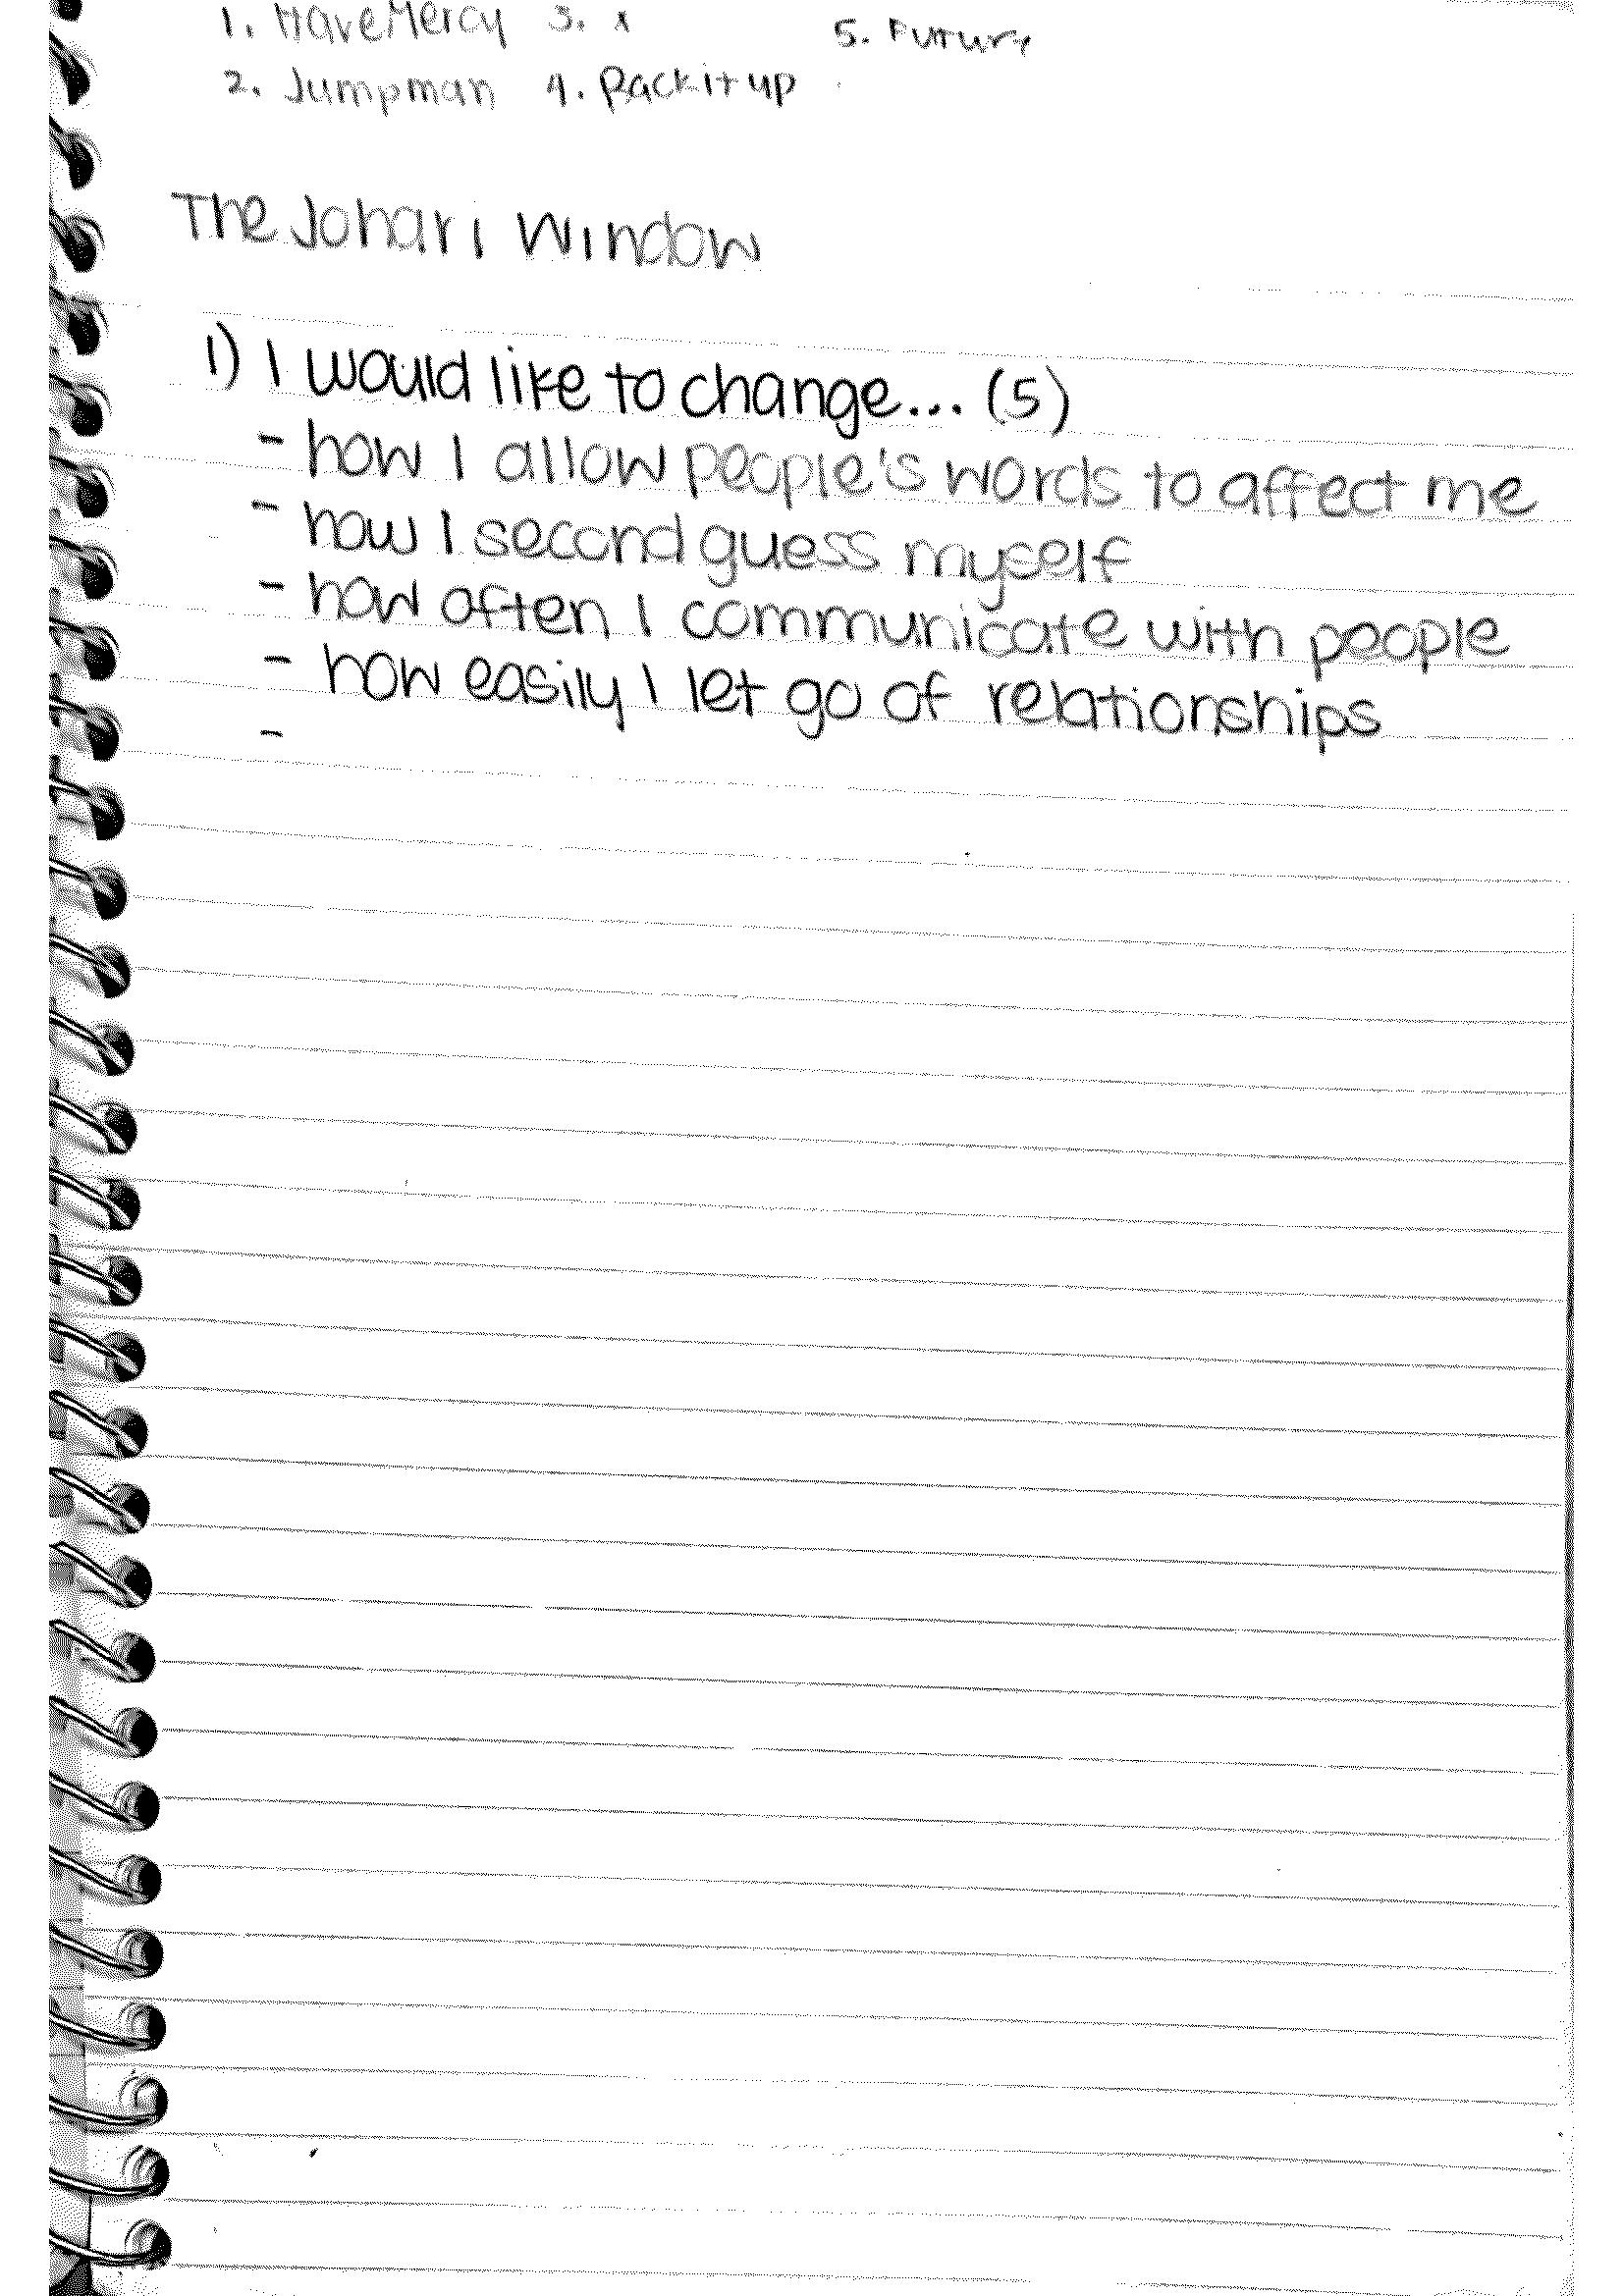 1. HaveMercy 3. x 5. Future
2. Jumpman 4. Rackitup
The Johari Window
1) I would like to change... (5)
- how I allow people's words to affect me
- how I second guess myself
- how often I communicate with people
- how easily I let go of relationships
-